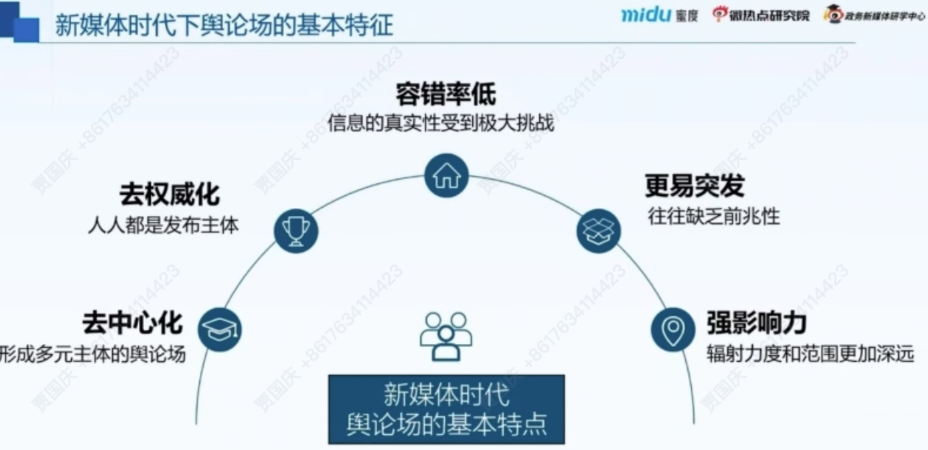 新媒体时代下舆论场的基本特征
midu 蜜度
微热点研究院
政务新媒体研学中心
容错率低
信息的真实性受到极大挑战
去权威化
人人都是发布主体
更易突发
往往缺乏前兆性
去中心化
形成多元主体的舆论场
强影响力
辐射力度和范围更加深远
新媒体时代
舆论场的基本特点
贾国庆 +8617634114423